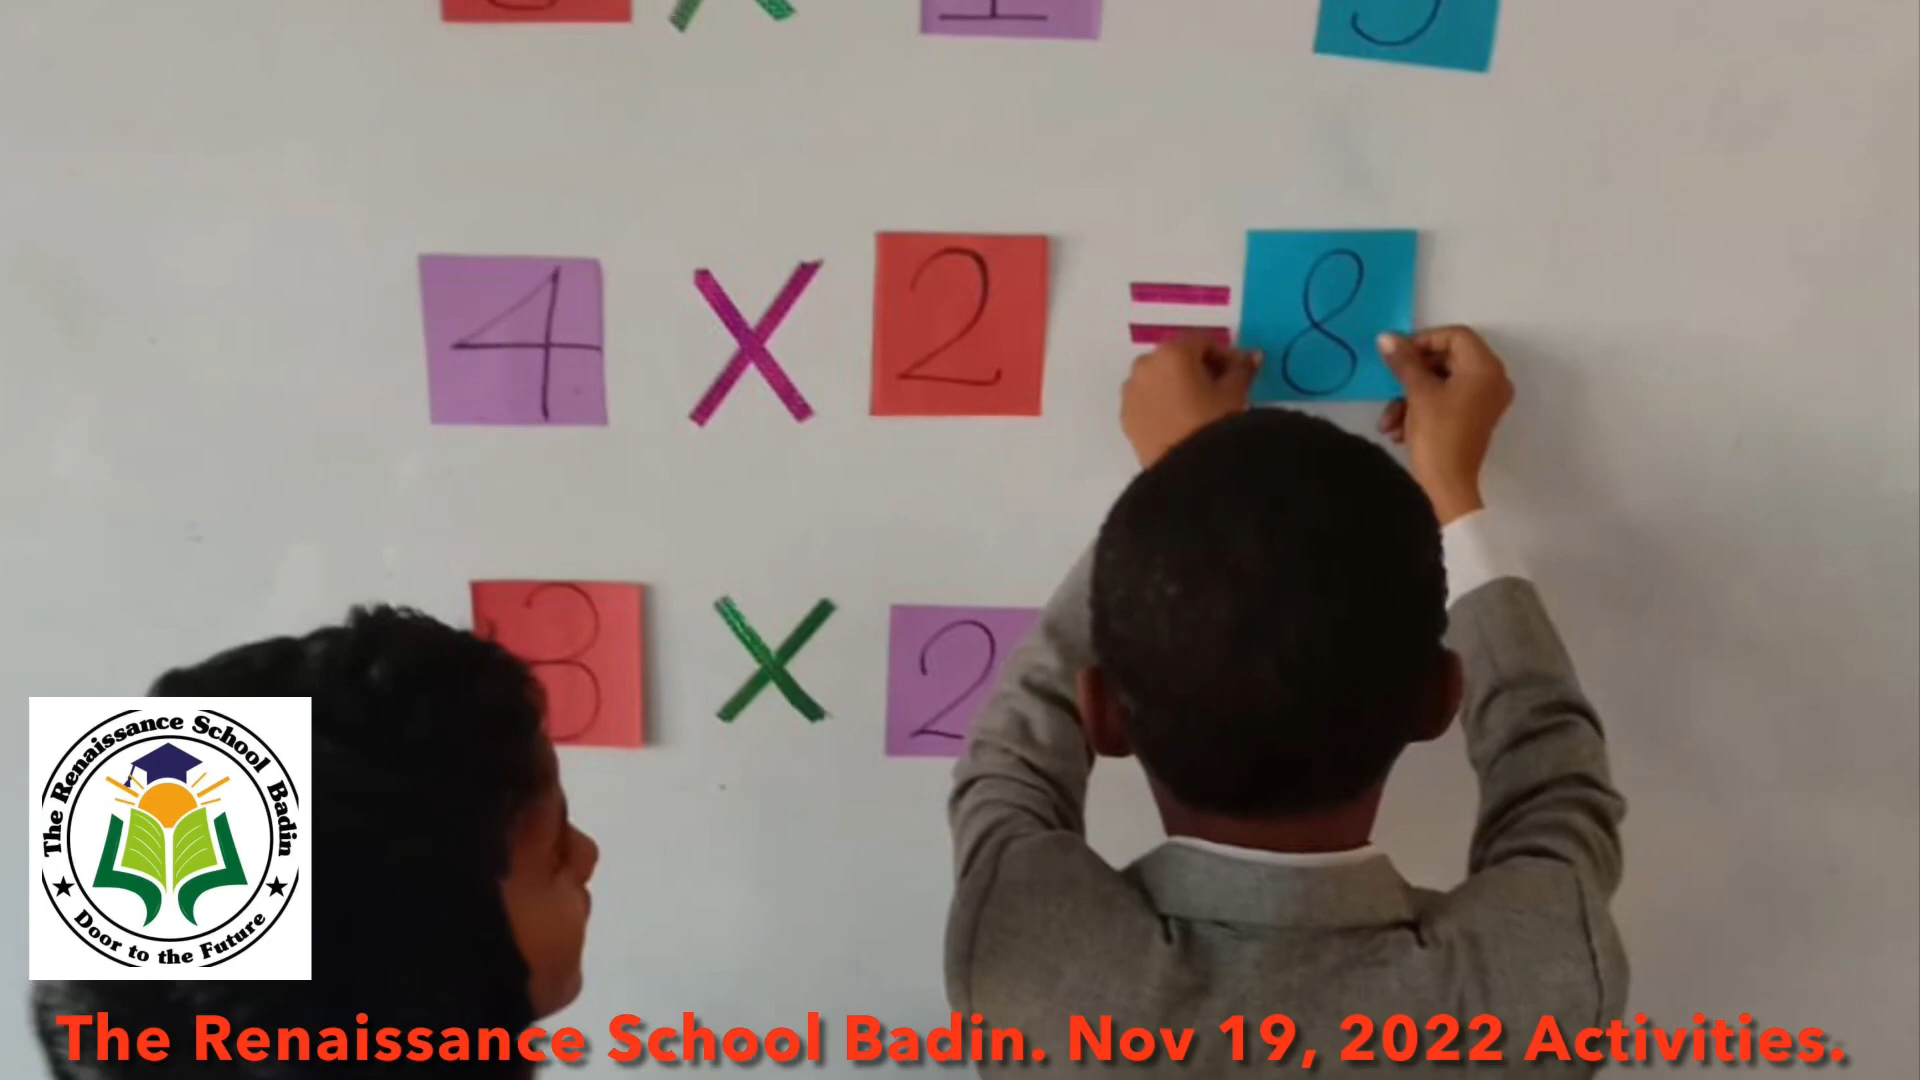 4 X 2 = 8
3 X 2
The Renaissance School Badin
Door to the Future
The Renaissance School Badin. Nov 19, 2022 Activities.